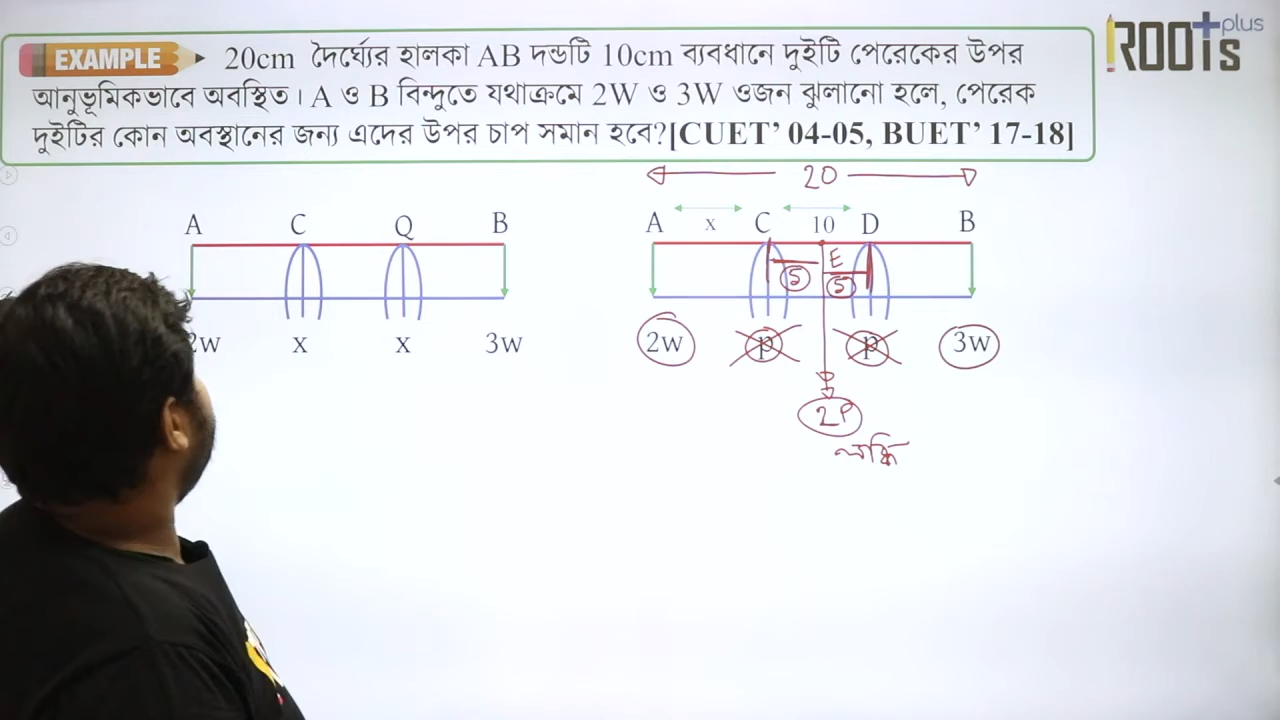 ROOTs plus
EXAMPLE 20cm দৈর্ঘ্যের হালকা AB দন্ডটি 10cm ব্যবধানে দুইটি পেরেকের উপর
আনুভূমিকভাবে অবস্থিত। A ও B বিন্দুতে যথাক্রমে 2W ও 3W ওজন ঝুলানো হলে, পেরেক
দুইটির কোন অবস্থানের জন্য এদের উপর চাপ সমান হবে?[CUET’ 04-05, BUET’ 17-18]
20
A C Q B
A x C 10 D B
E
5 5
2w x x 3w
2w p p 3w
2P
লব্ধি